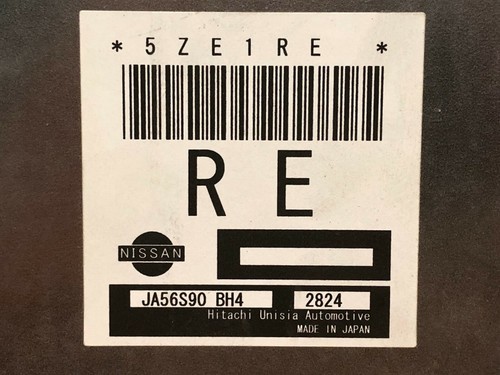 * 5ZE1RE *
RE
NISSAN
JA56S90 BH4 2824
Hitachi Unisia Automotive
MADE IN JAPAN